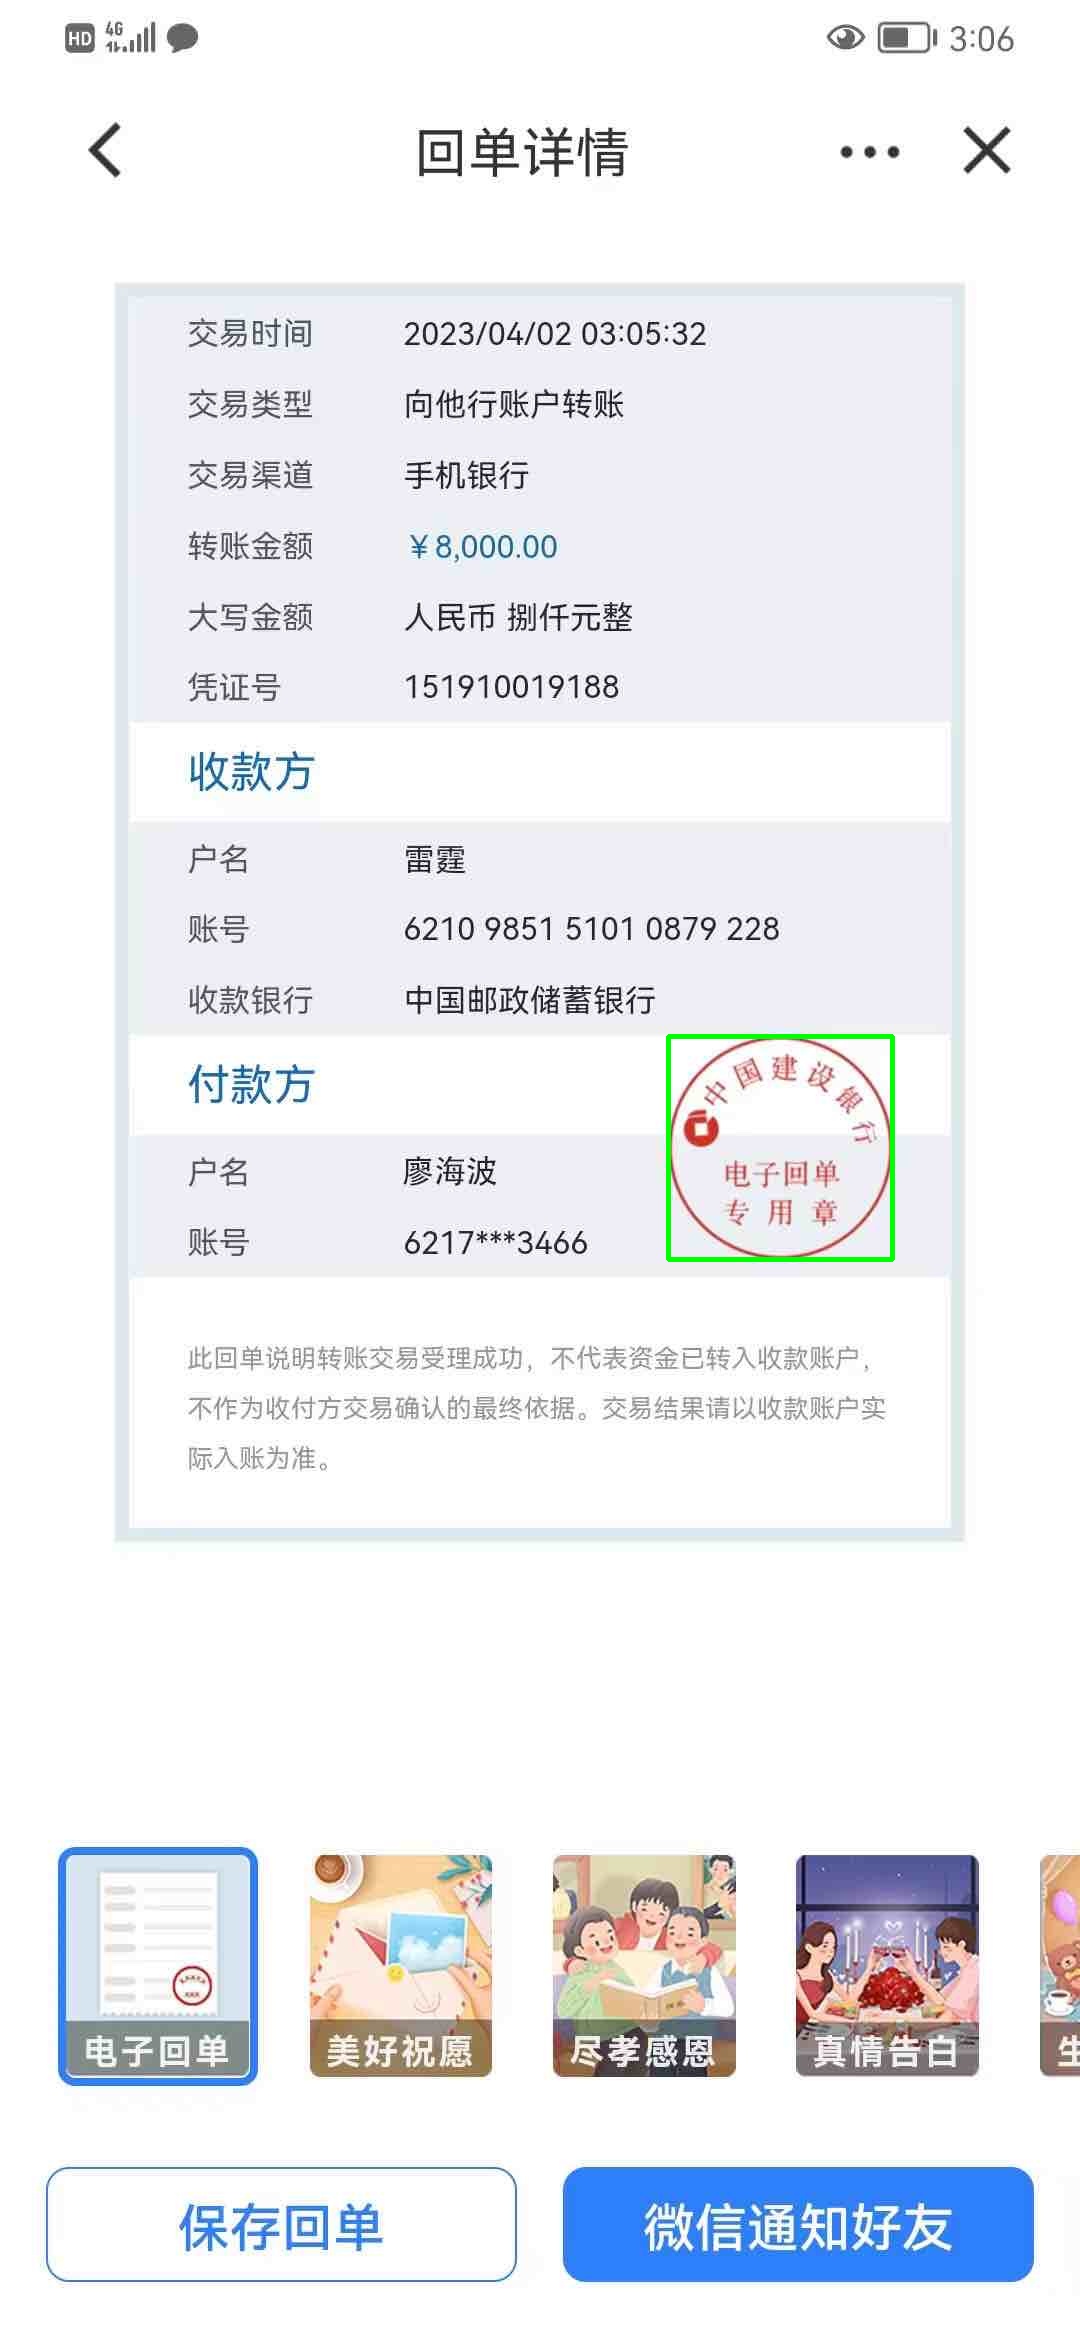 HD 4G 3:06
回单详情
交易时间 2023/04/02 03:05:32
交易类型 向他行账户转账
交易渠道 手机银行
转账金额 ￥8,000.00
大写金额 人民币 捌仟元整
凭证号 151910019188
收款方
户名 雷霆
账号 6210 9851 5101 0879 228
收款银行 中国邮政储蓄银行
付款方
中国建设银行
电子回单
专用章
户名 廖海波
账号 6217***3466
此回单说明转账交易受理成功，不代表资金已转入收款账户，
不作为收付方交易确认的最终依据。交易结果请以收款账户实
际入账为准。
电子回单 美好祝愿 尽孝感恩 真情告白 生
保存回单 微信通知好友